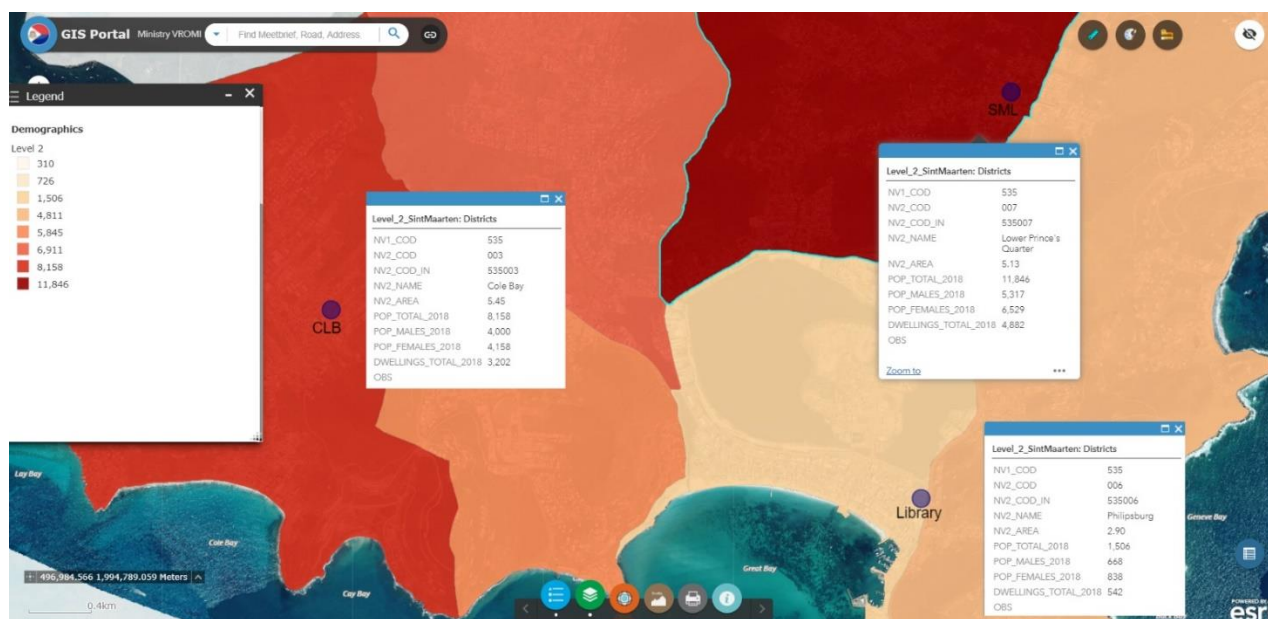 GIS Portal Ministry VROMI
Find Meetbrief, Road, Address.
Legend
Demographics
Level 2
310
726
1,506
4,811
5,845
6,911
8,158
11,846
CLB
Level_2_SintMaarten: Districts
NV1_COD 535
NV2_COD 003
NV2_COD_IN 535003
NV2_NAME Cole Bay
NV2_AREA 5.45
POP_TOTAL_2018 8,158
POP_MALES_2018 4,000
POP_FEMALES_2018 4,158
DWELLINGS_TOTAL_2018 3,202
OBS
SML
Level_2_SintMaarten: Districts
NV1_COD 535
NV2_COD 007
NV2_COD_IN 535007
NV2_NAME Lower Prince's
Quarter
NV2_AREA 5.13
POP_TOTAL_2018 11,846
POP_MALES_2018 5,317
POP_FEMALES_2018 6,529
DWELLINGS_TOTAL_2018 4,882
OBS
Zoom to
Library
Level_2_SintMaarten: Districts
NV1_COD 535
NV2_COD 006
NV2_COD_IN 535006
NV2_NAME Philipsburg
NV2_AREA 2.90
POP_TOTAL_2018 1,506
POP_MALES_2018 668
POP_FEMALES_2018 838
DWELLINGS_TOTAL_2018 542
OBS
Lay Bay
Cole Bay
Cay Bay
Great Bay
Geneve Bay
496,984.566 1,994,789.059 Meters
0.4km
POWERED BY
esri